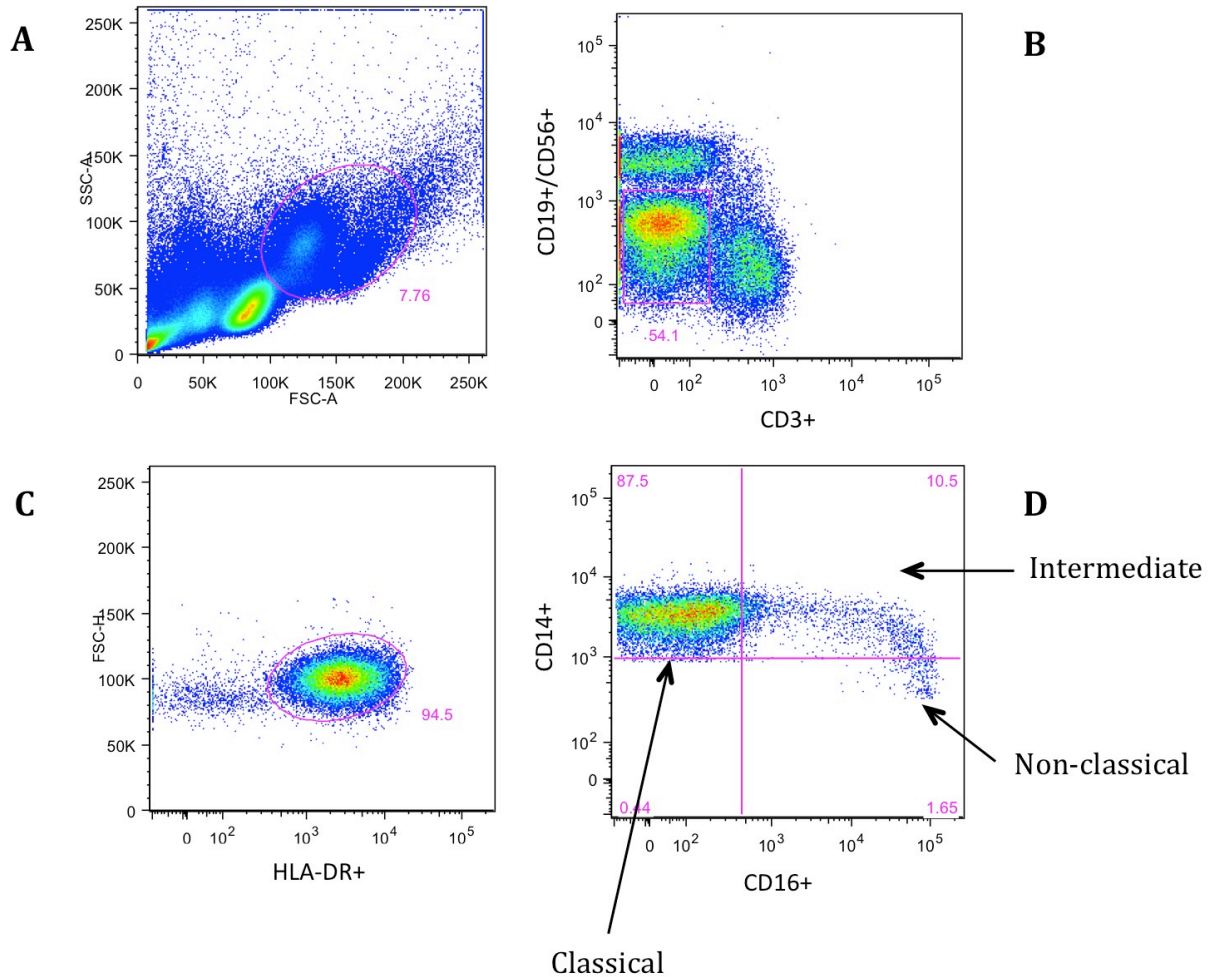 A
250K
200K
150K
100K
50K
0
SSC-A
7.76
0 50K 100K 150K 200K 250K
FSC-A
B
10^5
10^4
10^3
10^2
0
CD19+/CD56+
54.1
0 10^2 10^3 10^4 10^5
CD3+
C
250K
200K
150K
100K
50K
0
FSC-H
94.5
0 10^2 10^3 10^4 10^5
HLA-DR+
D
87.5 10.5
10^5
10^4
10^3
10^2
0
CD14+
0.44 1.65
0 10^2 10^3 10^4 10^5
CD16+
Intermediate
Non-classical
Classical